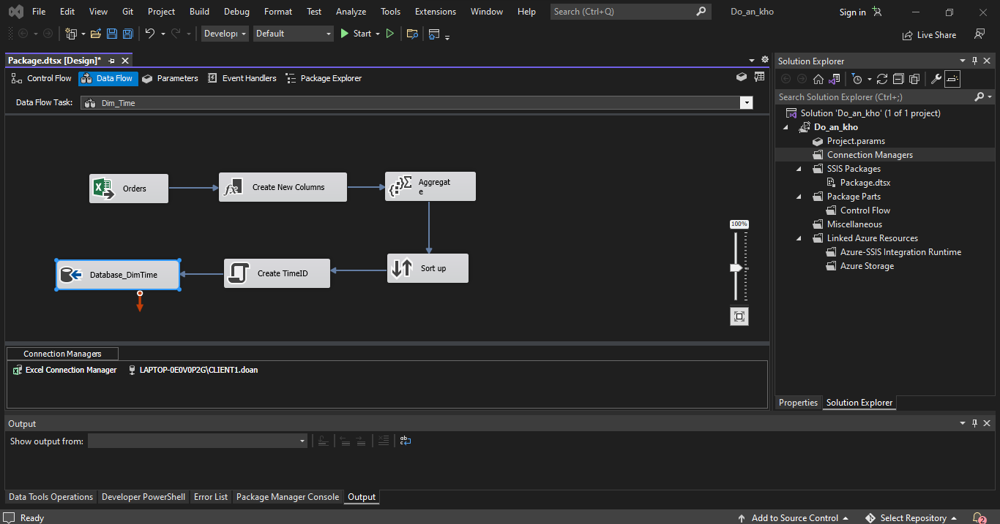 File Edit View Git Project Build Debug Format Test Analyze Tools Extensions Window Help Search (Ctrl+Q) Do_an_kho Sign in
Developı Default Start Live Share
Package.dtsx [Design]*
Control Flow Data Flow Parameters Event Handlers Package Explorer
Data Flow Task: Dim_Time
Orders
Create New Columns
Aggregat
e
Sort up
Create TimeID
Database_DimTime
100%
Connection Managers
Excel Connection Manager LAPTOP-0E0V0P2G\CLIENT1.doan
Solution Explorer
Search Solution Explorer (Ctrl+;)
Solution 'Do_an_kho' (1 of 1 project)
Do_an_kho
Project.params
Connection Managers
SSIS Packages
Package.dtsx
Package Parts
Control Flow
Miscellaneous
Linked Azure Resources
Azure-SSIS Integration Runtime
Azure Storage
Properties Solution Explorer
Output
Show output from:
Data Tools Operations Developer PowerShell Error List Package Manager Console Output
Ready Add to Source Control Select Repository 2